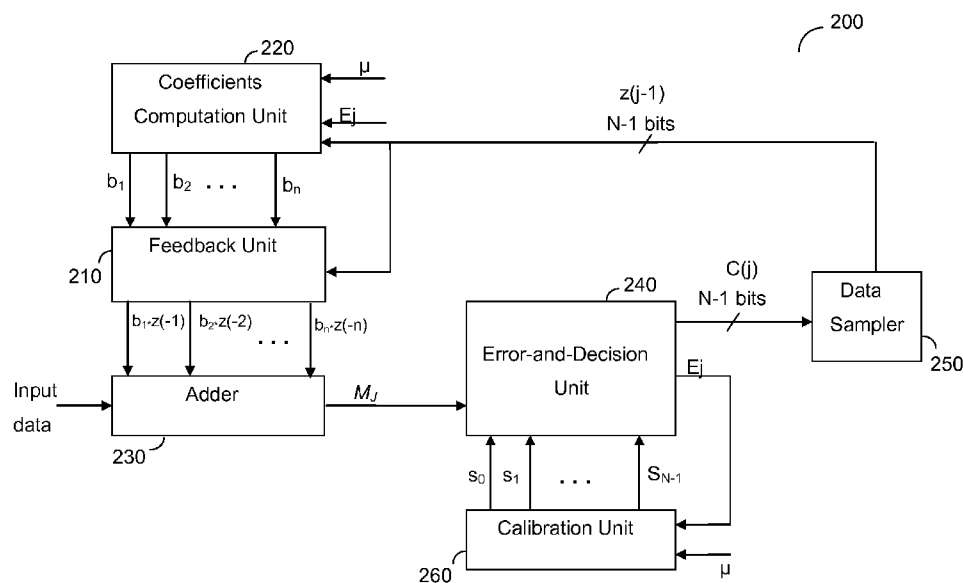 200
220
Coefficients
Computation Unit
μ
Ej
z(j-1)
N-1 bits
b₁
b₂
. . .
bₙ
Feedback Unit
210
b₁·z(-1)
b₂·z(-2)
. . .
bₙ·z(-n)
240
C(j)
N-1 bits
Data
Sampler
250
Error-and-Decision
Unit
Ej
Input
data
Adder
230
M_J
s₀
s₁
. . .
S_N-1
Calibration Unit
260
μ